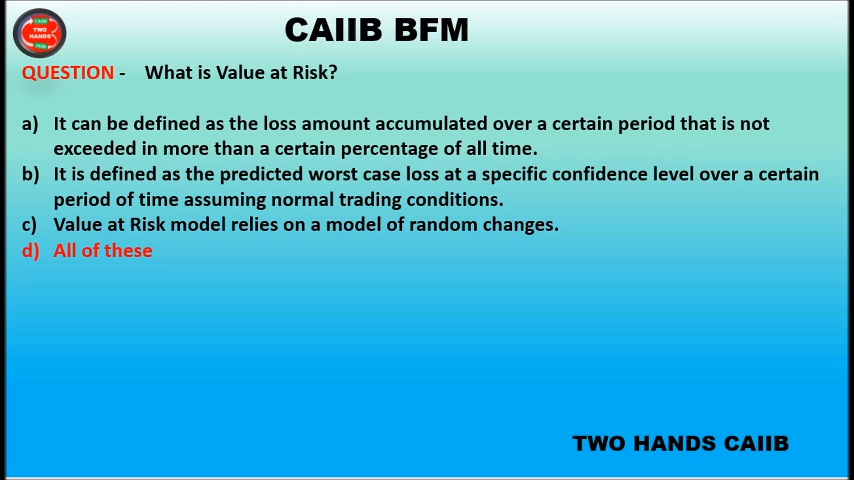 CAIIB BFM
CAIIB
TWO
HANDS
QUESTION - What is Value at Risk?
a) It can be defined as the loss amount accumulated over a certain period that is not
exceeded in more than a certain percentage of all time.
b) It is defined as the predicted worst case loss at a specific confidence level over a certain
period of time assuming normal trading conditions.
c) Value at Risk model relies on a model of random changes.
d) All of these
TWO HANDS CAIIB